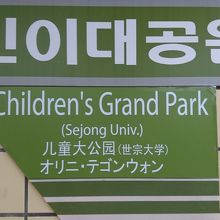 린이대공원
Children's Grand Park
(Sejong Univ.)
儿童大公园(世宗大学)
オリニ・テゴンウォン